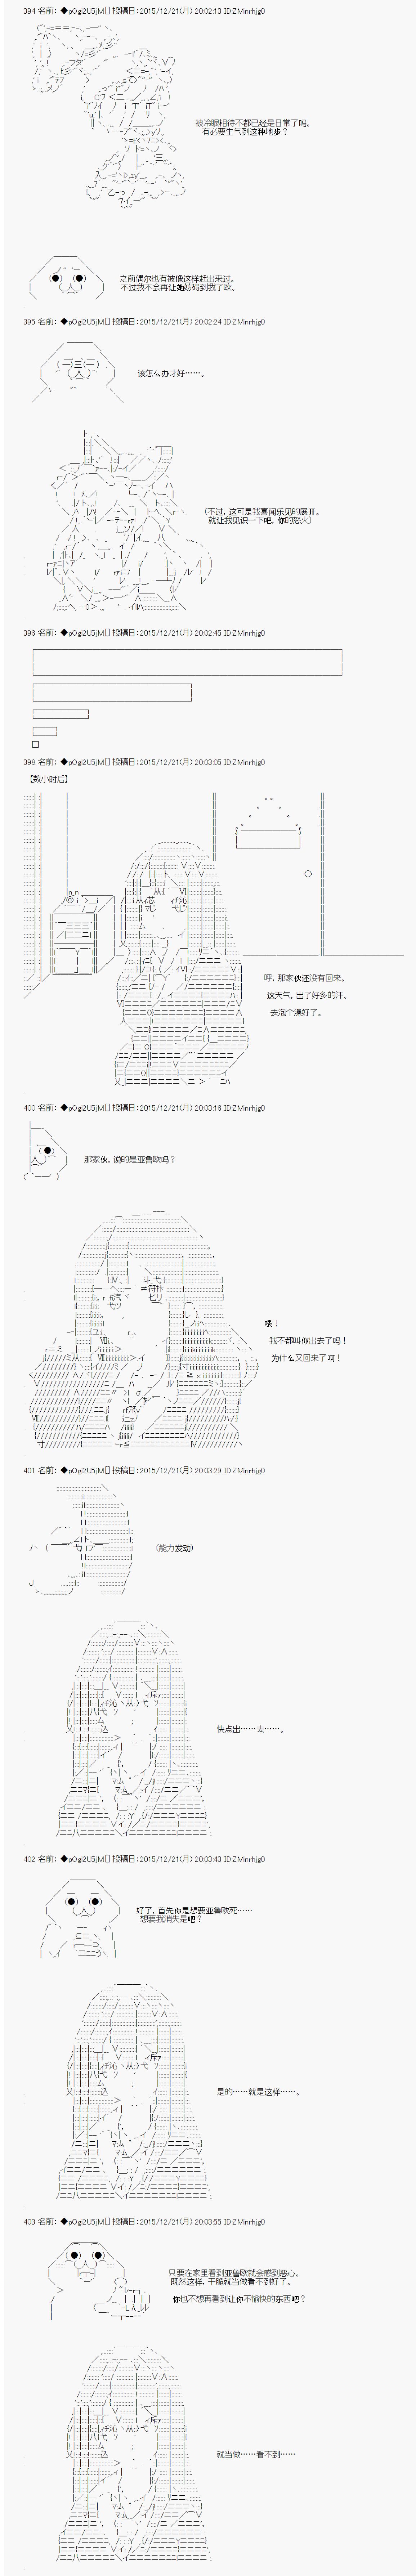 394 名前: ◆pOgi2U5jM 投稿日:2015/12/21(月) 20:02:13 ID:ZMinrhjg0
被冷眼相待不都已经是日常了吗。
有必要生气到这种地步？
之前偶尔也有被像这样赶出来过。
不过我不会再让她妨碍到我了欧。
395 名前: ◆pOgi2U5jM 投稿日:2015/12/21(月) 20:02:24 ID:ZMinrhjg0
该怎么办才好……。
(不过，这可是我喜闻乐见的展开。
就让我见识一下吧，你的怒火)
396 名前: ◆pOgi2U5jM 投稿日:2015/12/21(月) 20:02:45 ID:ZMinrhjg0
398 名前: ◆pOgi2U5jM 投稿日:2015/12/21(月) 20:03:05 ID:ZMinrhjg0
【数小时后】
呼，那家伙还没有回来。
这天气，出了好多的汗。
去泡个澡好了。
400 名前: ◆pOgi2U5jM 投稿日:2015/12/21(月) 20:03:16 ID:ZMinrhjg0
那家伙，说的是亚鲁欧吗？
喂！
我不都叫你出去了吗！
为什么又回来了啊！
401 名前: ◆pOgi2U5jM 投稿日:2015/12/21(月) 20:03:29 ID:ZMinrhjg0
(能力发动)
快点出……去……。
402 名前: ◆pOgi2U5jM 投稿日:2015/12/21(月) 20:03:43 ID:ZMinrhjg0
好了，首先你是想要亚鲁欧死……
想要我消失是吧？
是的……就是这样……。
403 名前: ◆pOgi2U5jM 投稿日:2015/12/21(月) 20:03:55 ID:ZMinrhjg0
只要在家里看到亚鲁欧就会感到恶心。
既然这样，干脆就当做看不到好了。
你也不想再看到让你不愉快的东西吧？
就当做……看不到……